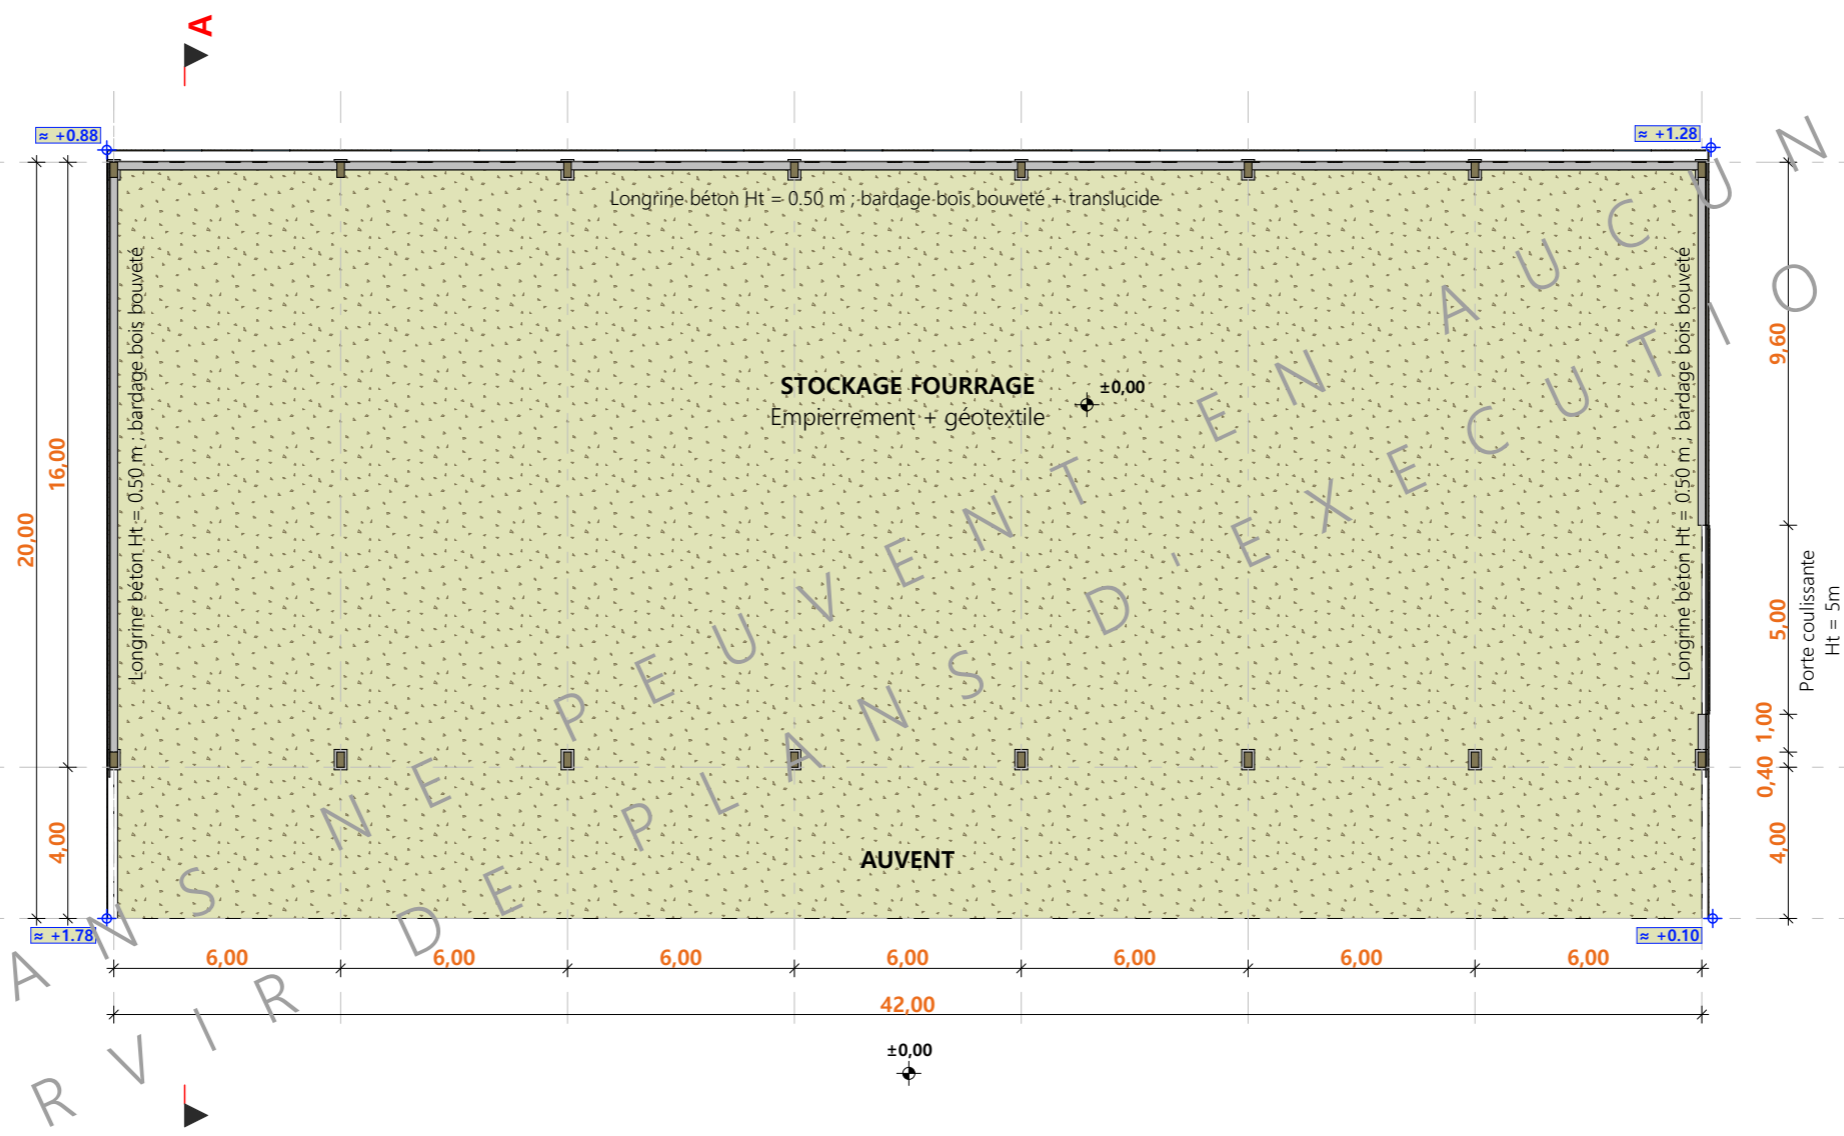 A
≈ +0.88
≈ +1.28
Longrine béton Ht = 0.50 m ; bardage bois bouveté + translucide
Longrine béton Ht = 0.50 m ; bardage bois bouveté
Longrine béton Ht = 0.50 m ; bardage bois bouveté
STOCKAGE FOURRAGE
Empierrement + géotextile
±0,00
20,00
16,00
4,00
9,60
5,00
Porte coulissante
Ht = 5m
1,00
0,40
4,00
AUVENT
≈ +1.78
≈ +0.10
6,00 6,00 6,00 6,00 6,00 6,00 6,00
42,00
±0,00
ANS NE PEUVENT EN AUCUN
RVIR DE PLANS D'EXECUTIO